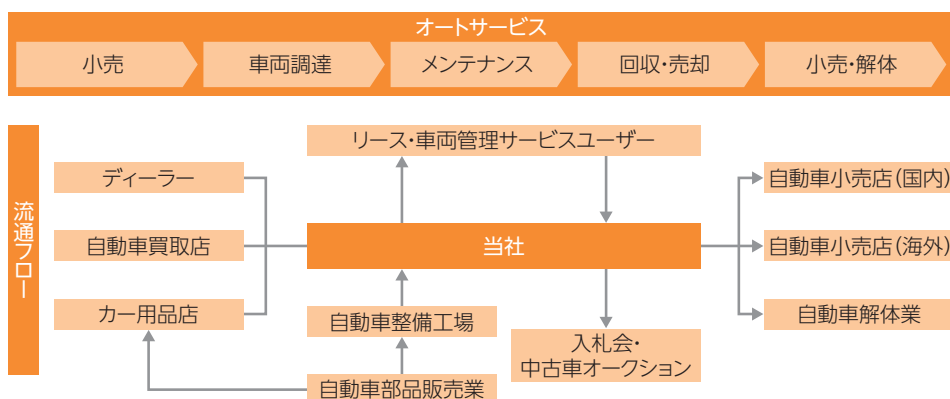 オートサービス
小売
車両調達
メンテナンス
回収・売却
小売・解体
流通フロー
リース・車両管理サービスユーザー
ディーラー
自動車買取店
カー用品店
当社
自動車整備工場
自動車部品販売業
入札会・
中古車オークション
自動車小売店(国内)
自動車小売店(海外)
自動車解体業